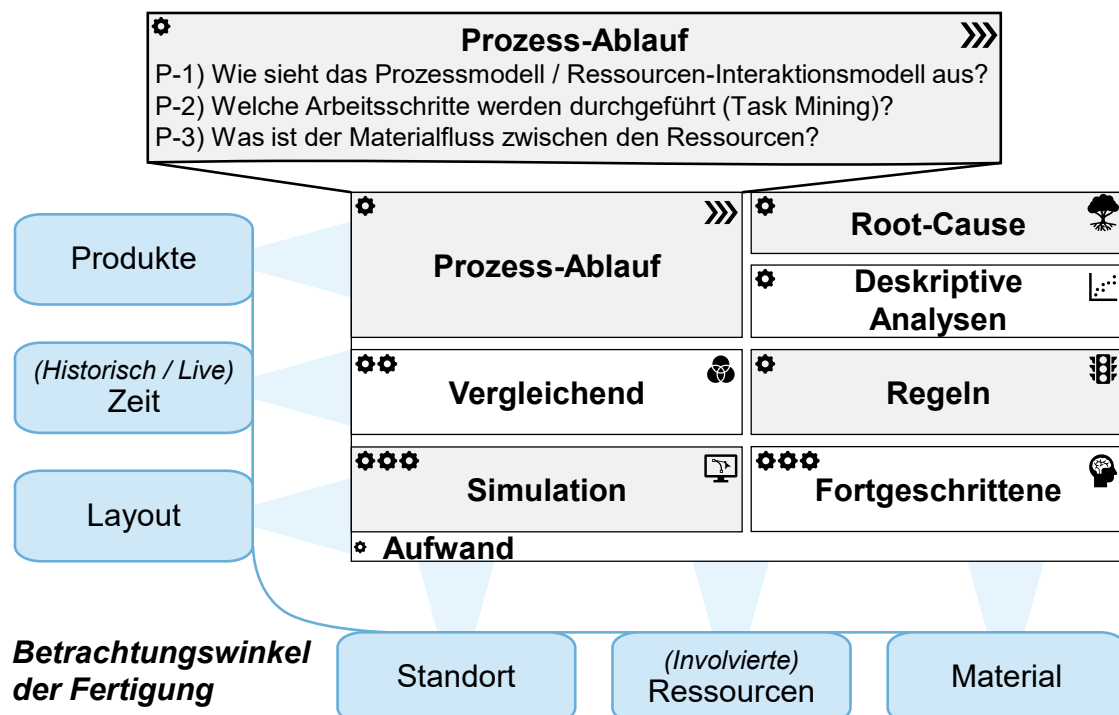 Prozess-Ablauf
P-1) Wie sieht das Prozessmodell / Ressourcen-Interaktionsmodell aus?
P-2) Welche Arbeitsschritte werden durchgeführt (Task Mining)?
P-3) Was ist der Materialfluss zwischen den Ressourcen?
Produkte
(Historisch / Live)
Zeit
Layout
Prozess-Ablauf
Root-Cause
Deskriptive
Analysen
Vergleichend
Regeln
Simulation
Fortgeschrittene
Aufwand
Betrachtungswinkel
der Fertigung
Standort
(Involvierte)
Ressourcen
Material